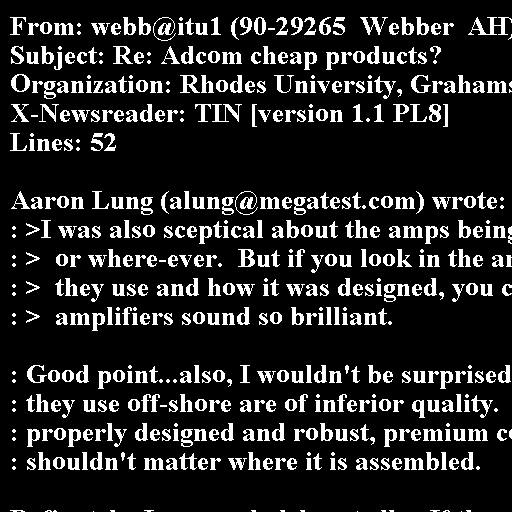 From: webb@itu1 (90-29265  Webber  AH)
Subject: Re: Adcom cheap products?
Organization: Rhodes University, Grahams
X-Newsreader: TIN [version 1.1 PL8]
Lines: 52

Aaron Lung (alung@megatest.com) wrote:
: >I was also sceptical about the amps being
: >  or where-ever.  But if you look in the
: >  they use and how it was designed, you
: >  amplifiers sound so brilliant.

: Good point...also, I wouldn't be surprised
: they use off-shore are of inferior quality.
: properly designed and robust, premium
: shouldn't matter where it is assembled.